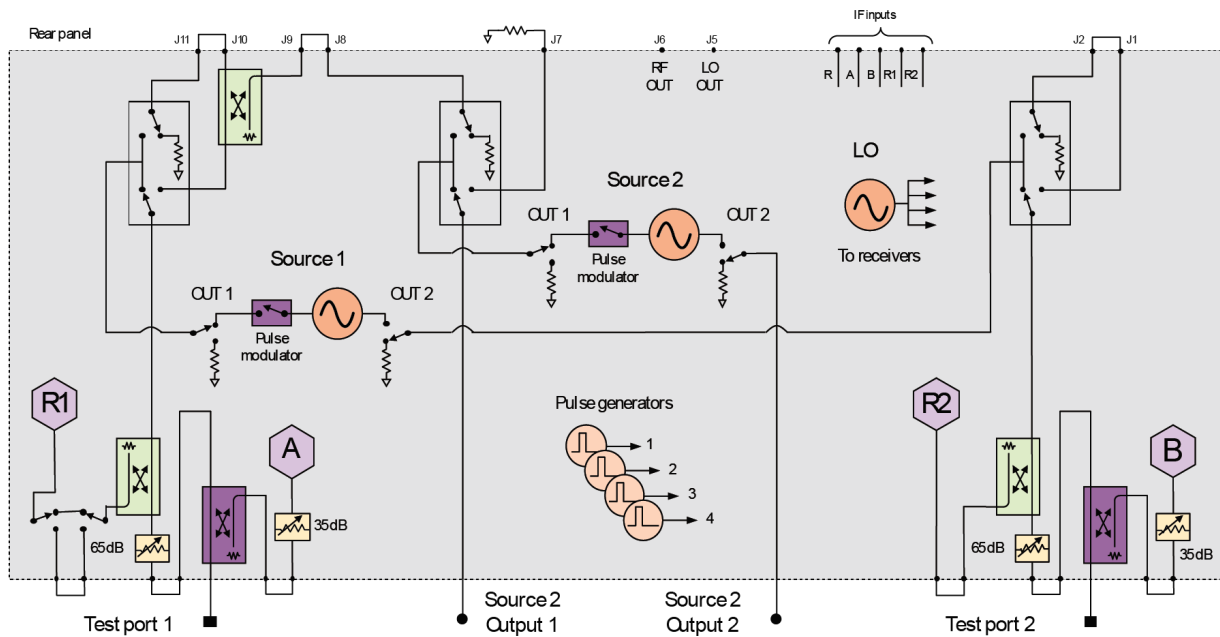 Rear panel
J11
J10
J9
J8
J7
J6
J5
IF inputs
J2
J1
RF
OUT
LO
OUT
R
A
B
R1
R2
LO
To receivers
Source 2
OUT 1
OUT 2
Pulse
modulator
Source 1
OUT 1
OUT 2
Pulse
modulator
R1
A
65dB
35dB
Pulse generators
1
2
3
4
R2
B
65dB
35dB
Test port 1
Source 2
Output 1
Source 2
Output 2
Test port 2